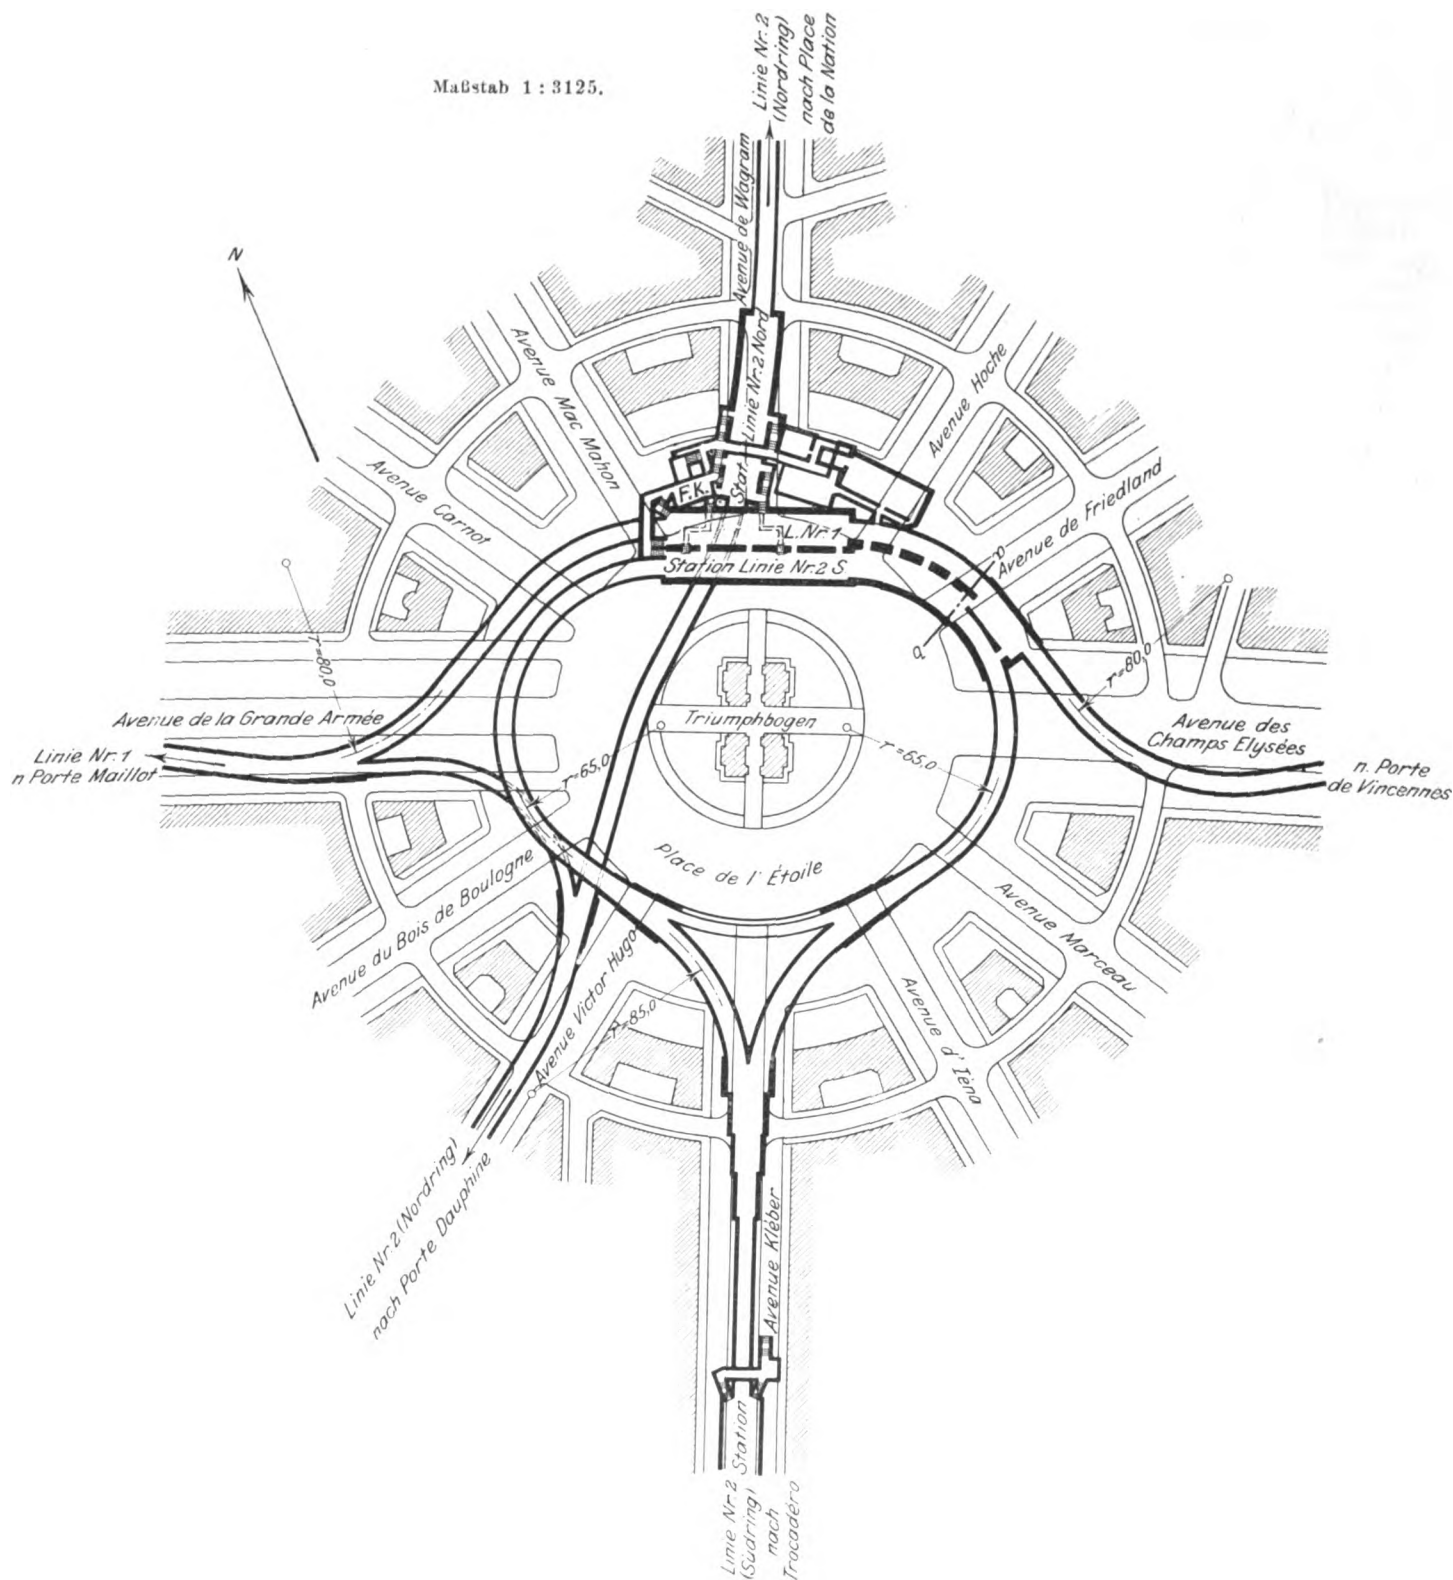 Maßstab 1 : 3125.
Linie Nr. 2
(Nordring)
nach Place
de la Nation
Avenue de Wagram
N
Avenue Mac Mahon
Stat. Linie Nr. 2 Nord
Avenue Hoche
Avenue Carnot
F.K.
L. Nr. 1
Station Linie Nr. 2 S.
Avenue de Friedland
a
r=80,0
r=80,0
Avenue de la Grande Armée
Triumphbogen
Avenue des
Champs Elysées
Linie Nr. 1
n Porte Maillot
r=65,0
r=65,0
n. Porte
de Vincennes
Place de l'Étoile
Avenue du Bois de Boulogne
Avenue Victor Hugo
r=85,0
Avenue Marceau
Avenue d'Iéna
Linie Nr. 2 (Nordring)
nach Porte Dauphine
Avenue Kléber
Station
Linie Nr. 2
(Südring)
nach
Trocadéro